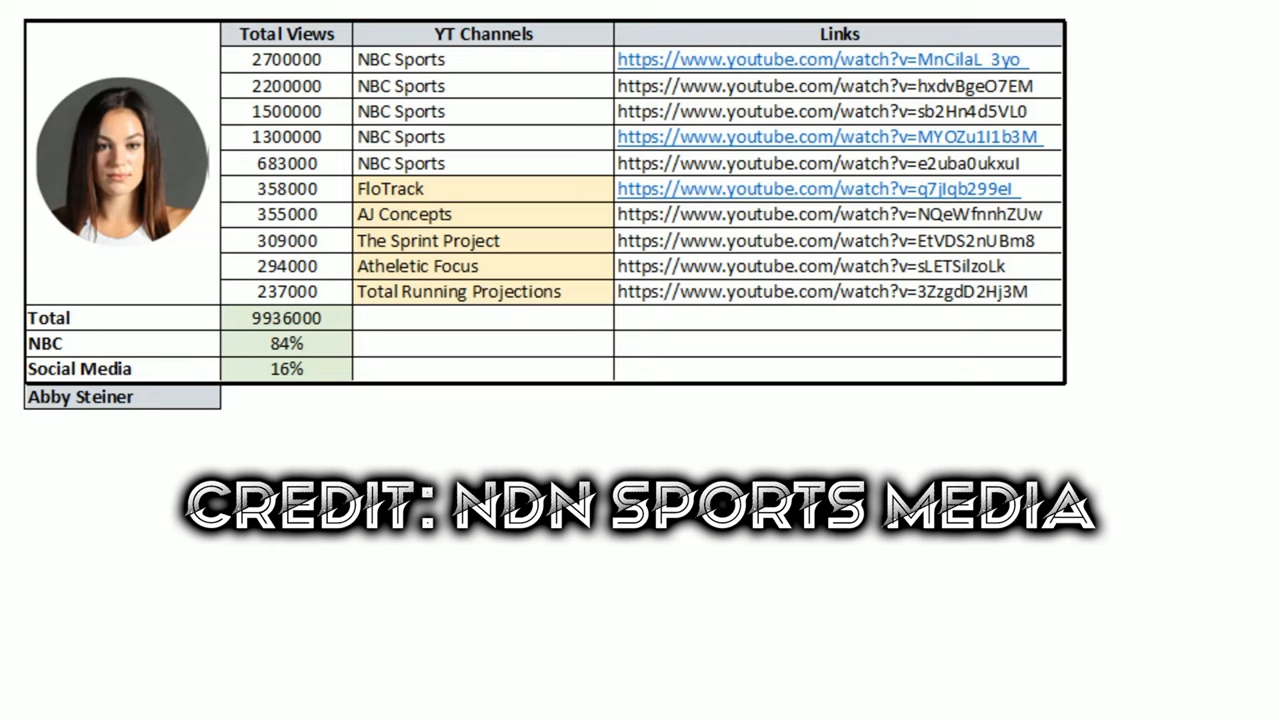 Total Views YT Channels Links
2700000 NBC Sports https://www.youtube.com/watch?v=MnCilaL_3yo
2200000 NBC Sports https://www.youtube.com/watch?v=hxdvBgeO7EM
1500000 NBC Sports https://www.youtube.com/watch?v=sb2Hn4d5VL0
1300000 NBC Sports https://www.youtube.com/watch?v=MYOZu1I1b3M
683000 NBC Sports https://www.youtube.com/watch?v=e2uba0ukxuI
358000 FloTrack https://www.youtube.com/watch?v=q7jIqb299eI
355000 AJ Concepts https://www.youtube.com/watch?v=NQeWfnnhZUw
309000 The Sprint Project https://www.youtube.com/watch?v=EtVDS2nUBm8
294000 Atheletic Focus https://www.youtube.com/watch?v=sLETSilzoLk
237000 Total Running Projections https://www.youtube.com/watch?v=3ZzgdD2Hj3M
Total 9936000
NBC 84%
Social Media 16%
Abby Steiner
CREDIT: NDN SPORTS MEDIA